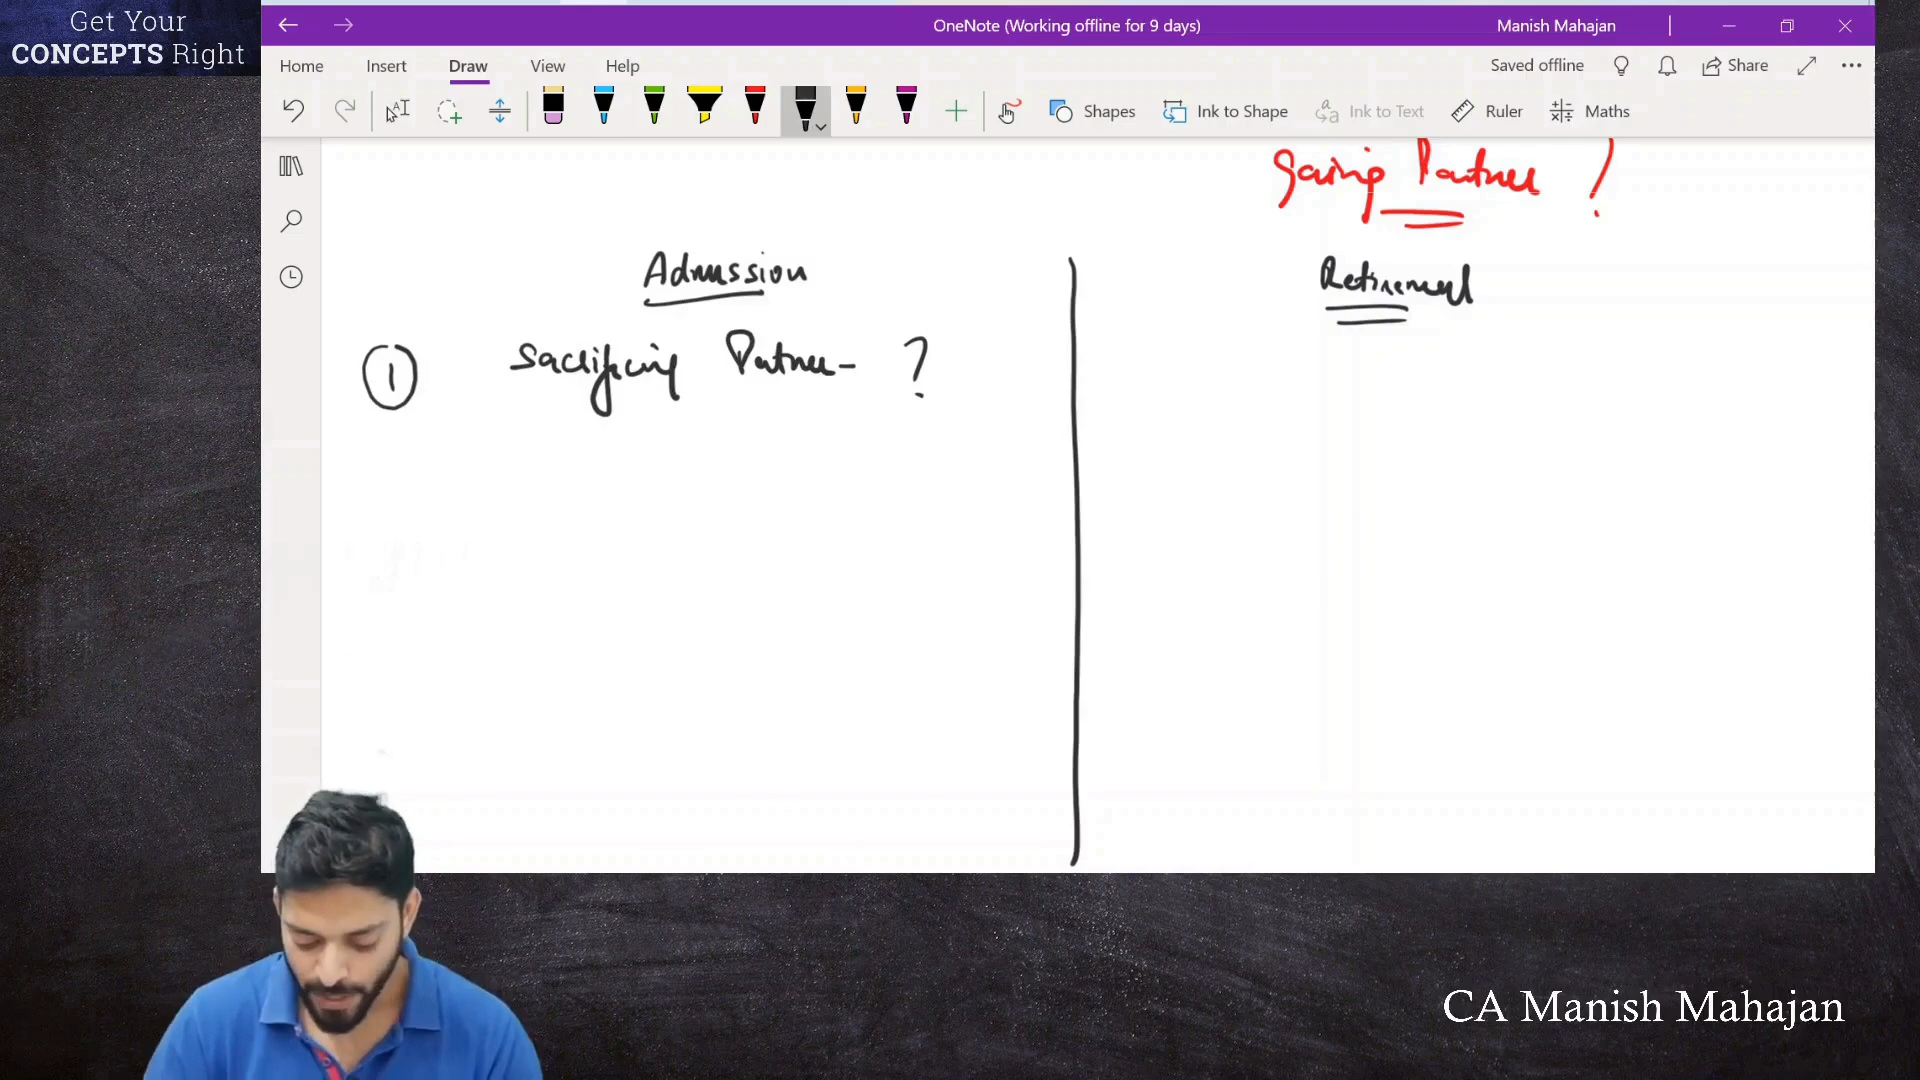 Get Your
CONCEPTS Right
OneNote (Working offline for 9 days)
Manish Mahajan
Home Insert Draw View Help
Saved offline
Share
Shapes
Ink to Shape
Ink to Text
Ruler
Maths
Gaining Partner ?
Admission
Retirement
① Sacrificing Partner - ?
CA Manish Mahajan